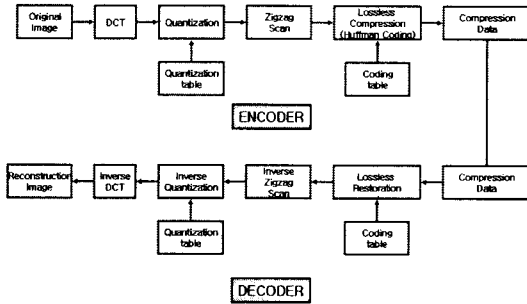 Original
Image
DCT
Quantization
Zigzag
Scan
Lossless
Compression
(Huffman Coding)
Compression
Data
Quantization
table
Coding
table
ENCODER
Reconstruction
Image
Inverse
DCT
Inverse
Quantization
Inverse
Zigzag
Scan
Lossless
Restoration
Compression
Data
Quantization
table
Coding
table
DECODER